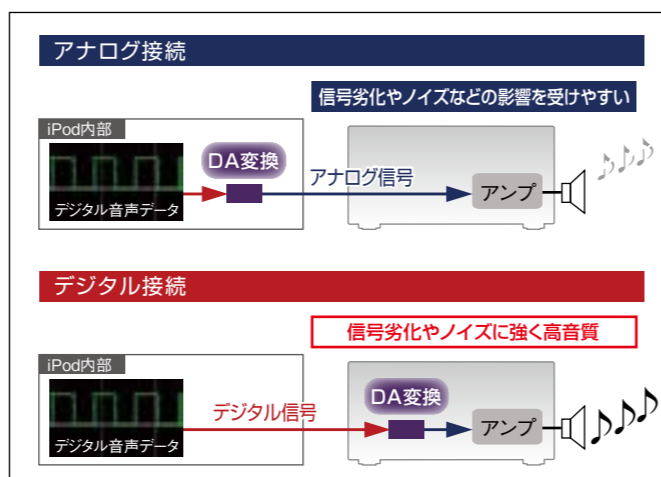 アナログ接続
信号劣化やノイズなどの影響を受けやすい
iPod内部
DA変換
デジタル音声データ
アナログ信号
アンプ
デジタル接続
信号劣化やノイズに強く高音質
iPod内部
DA変換
デジタル音声データ
デジタル信号
アンプ